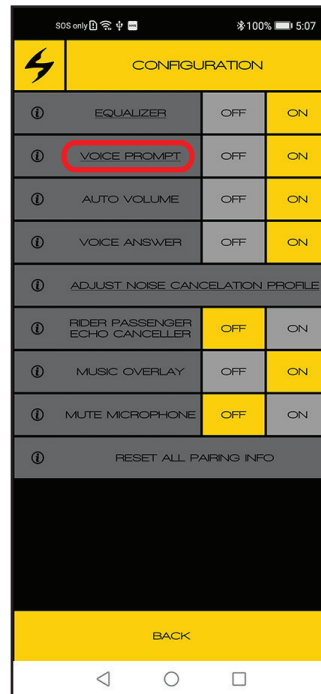 SOS only 100% 5:07
CONFIGURATION
EQUALIZER OFF ON
VOICE PROMPT OFF ON
AUTO VOLUME OFF ON
VOICE ANSWER OFF ON
ADJUST NOISE CANCELATION PROFILE
RIDER PASSENGER
ECHO CANCELLER OFF ON
MUSIC OVERLAY OFF ON
MUTE MICROPHONE OFF ON
RESET ALL PAIRING INFO
BACK